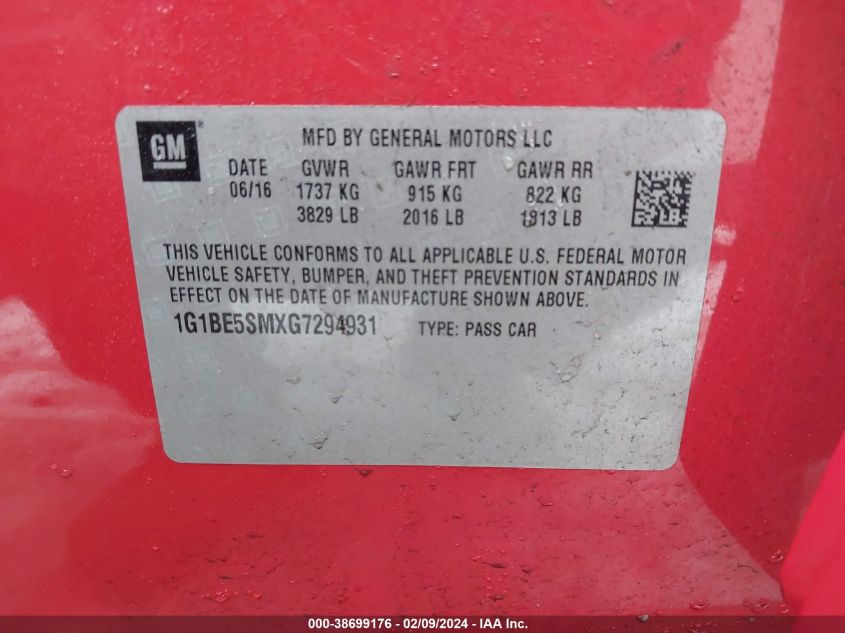 GM®
MFD BY GENERAL MOTORS LLC
DATE GVWR GAWR FRT GAWR RR
06/16 1737 KG 915 KG 822 KG
3829 LB 2016 LB 1813 LB
THIS VEHICLE CONFORMS TO ALL APPLICABLE U.S. FEDERAL MOTOR
VEHICLE SAFETY, BUMPER, AND THEFT PREVENTION STANDARDS IN
EFFECT ON THE DATE OF MANUFACTURE SHOWN ABOVE.
1G1BE5SMXG7294931 TYPE: PASS CAR
000-38699176 - 02/09/2024 - IAA Inc.